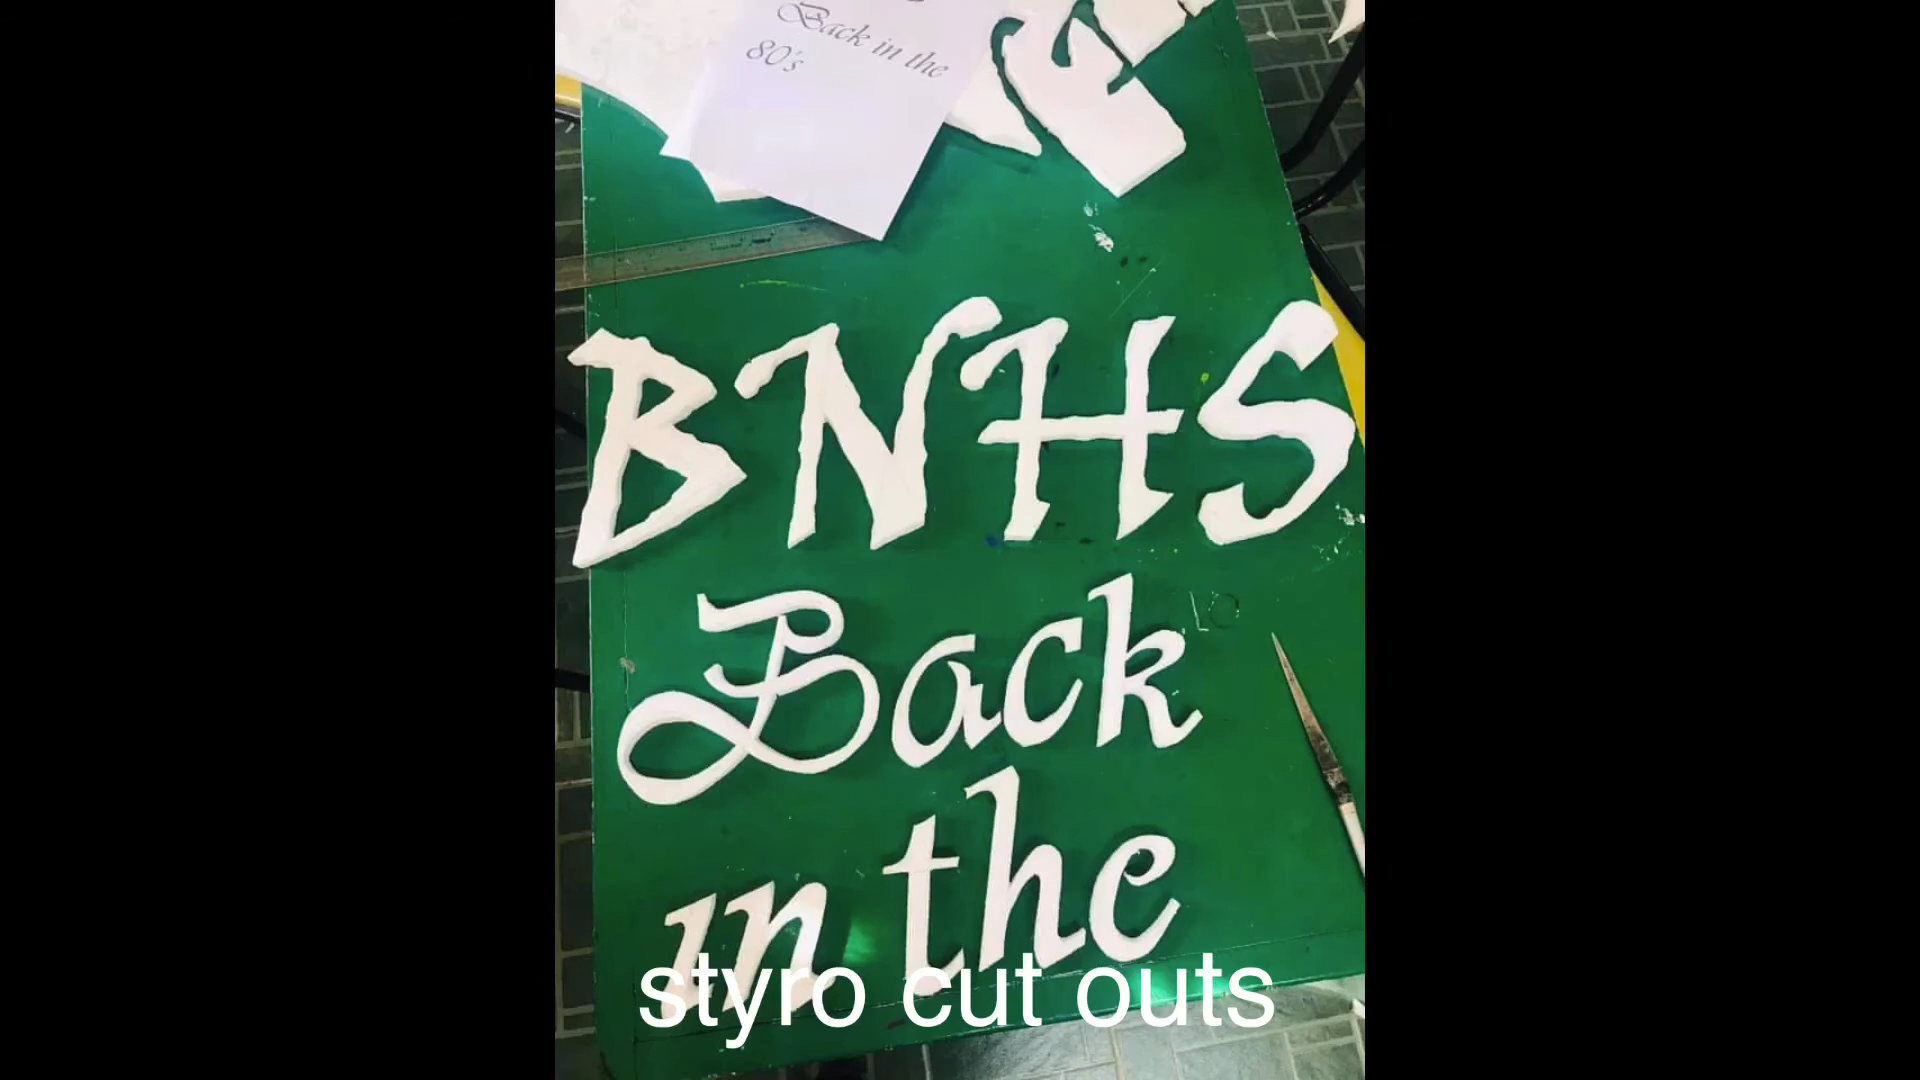 Back in the
80's
BNHS
Back
in the
styro cut outs